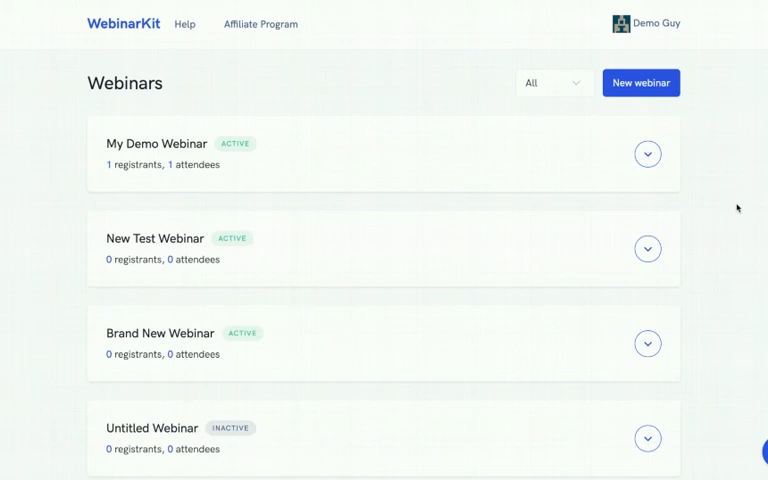 WebinarKit Help Affiliate Program Demo Guy
Webinars All New webinar
My Demo Webinar ACTIVE
1 registrants, 1 attendees
New Test Webinar ACTIVE
0 registrants, 0 attendees
Brand New Webinar ACTIVE
0 registrants, 0 attendees
Untitled Webinar INACTIVE
0 registrants, 0 attendees